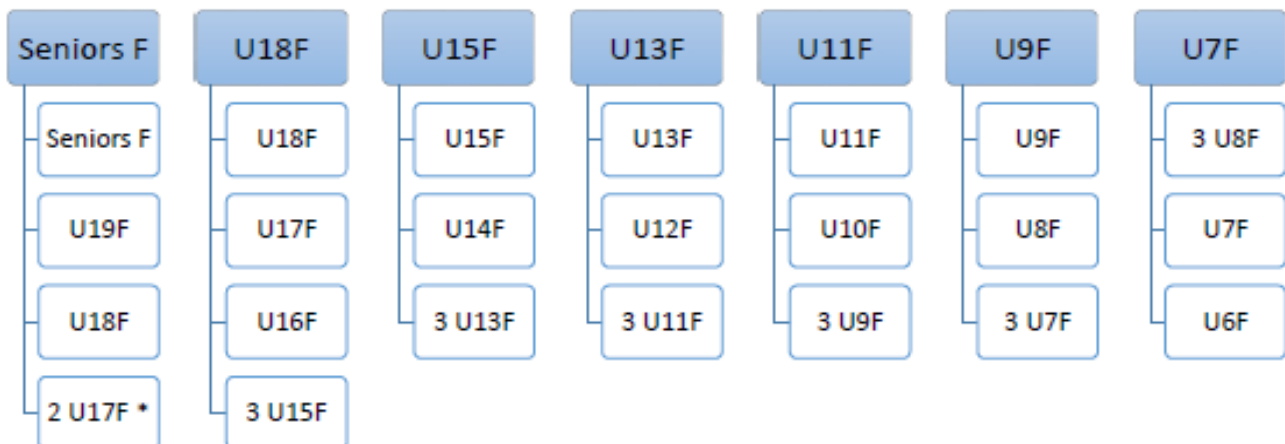 Seniors F
U18F
U15F
U13F
U11F
U9F
U7F
Seniors F
U18F
U15F
U13F
U11F
U9F
3 U8F
U19F
U17F
U14F
U12F
U10F
U8F
U7F
U18F
U16F
3 U13F
3 U11F
3 U9F
3 U7F
U6F
2 U17F *
3 U15F